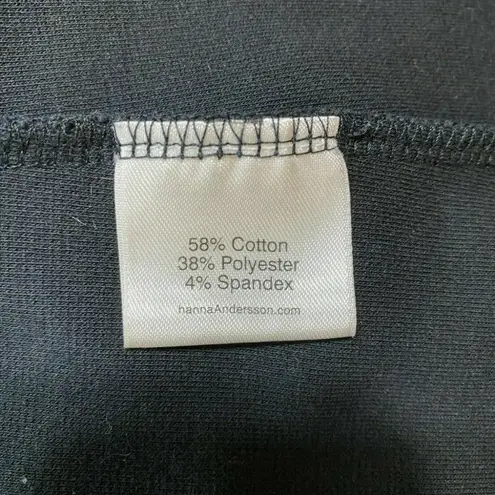 58% Cotton
38% Polyester
4% Spandex
hannaAndersson.com